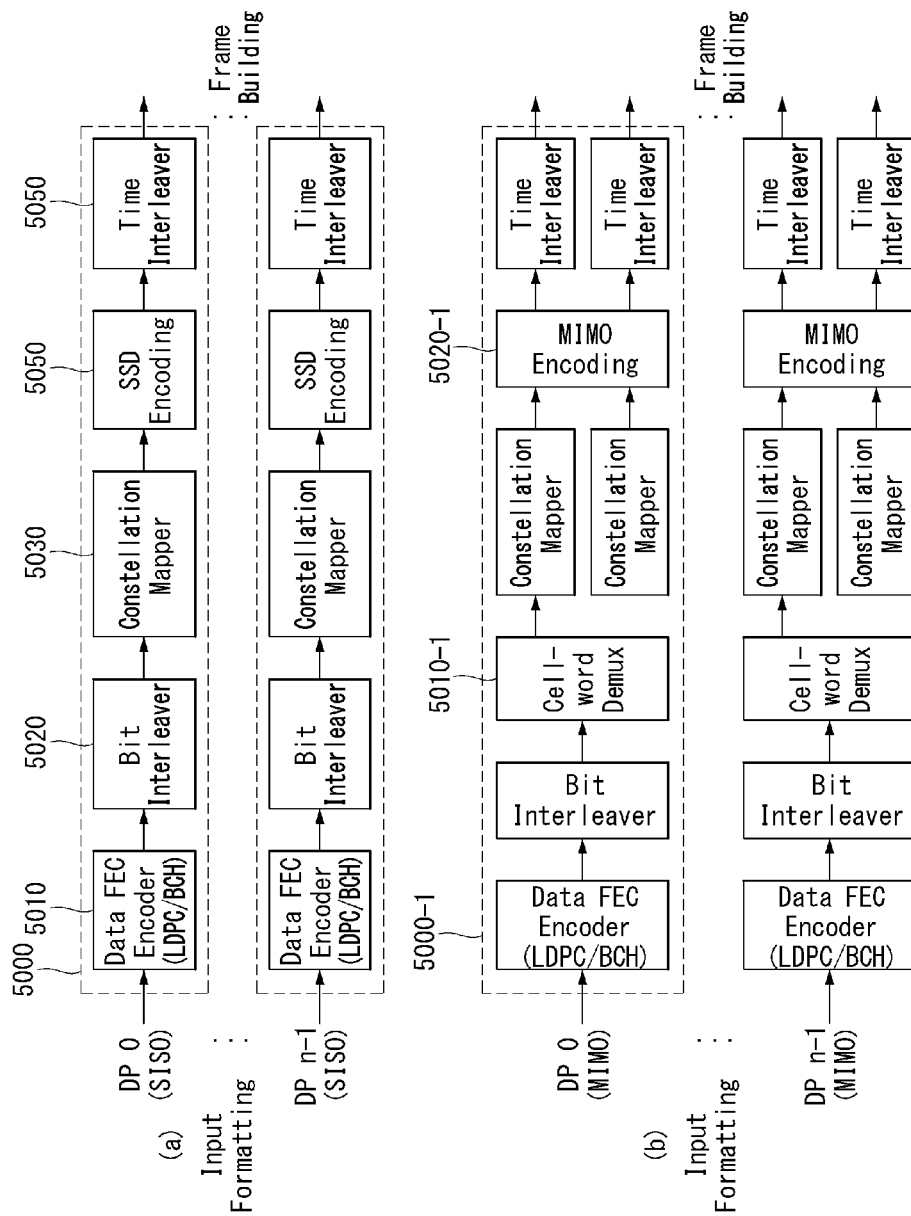 (a)
Input
Formatting
DP 0
(SISO)
5000
5010
Data FEC
Encoder
(LDPC/BCH)
5020
Bit
Interleaver
5030
Constellation
Mapper
5050
SSD
Encoding
5050
Time
Interleaver
...
Frame
Building
...
DP n-1
(SISO)
Data FEC
Encoder
(LDPC/BCH)
Bit
Interleaver
Constellation
Mapper
SSD
Encoding
Time
Interleaver
(b)
Input
Formatting
DP 0
(MIMO)
5000-1
Data FEC
Encoder
(LDPC/BCH)
Bit
Interleaver
5010-1
Cell-
word
Demux
Constellation
Mapper
Constellation
Mapper
5020-1
MIMO
Encoding
Time
Interleaver
Time
Interleaver
...
Frame
Building
...
DP n-1
(MIMO)
Data FEC
Encoder
(LDPC/BCH)
Bit
Interleaver
Cell-
word
Demux
Constellation
Mapper
Constellation
Mapper
MIMO
Encoding
Time
Interleaver
Time
Interleaver